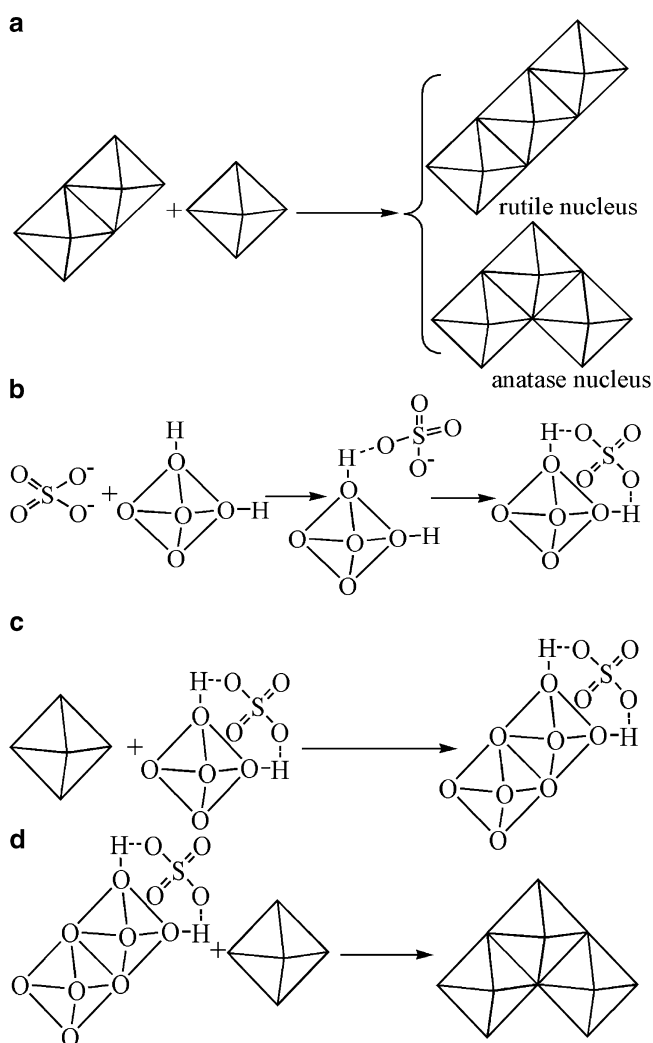 a
+
rutile nucleus
anatase nucleus
b
O O⁻ S O O⁻ + H O O O O-H O
H O O S O O⁻ O O O O-H O
H O O S O O O O O O-H O
c
+ H O O S O O O O O O-H O
H O O S O O O O O O-H O O O
d
H O O S O O O O O O-H O O O +